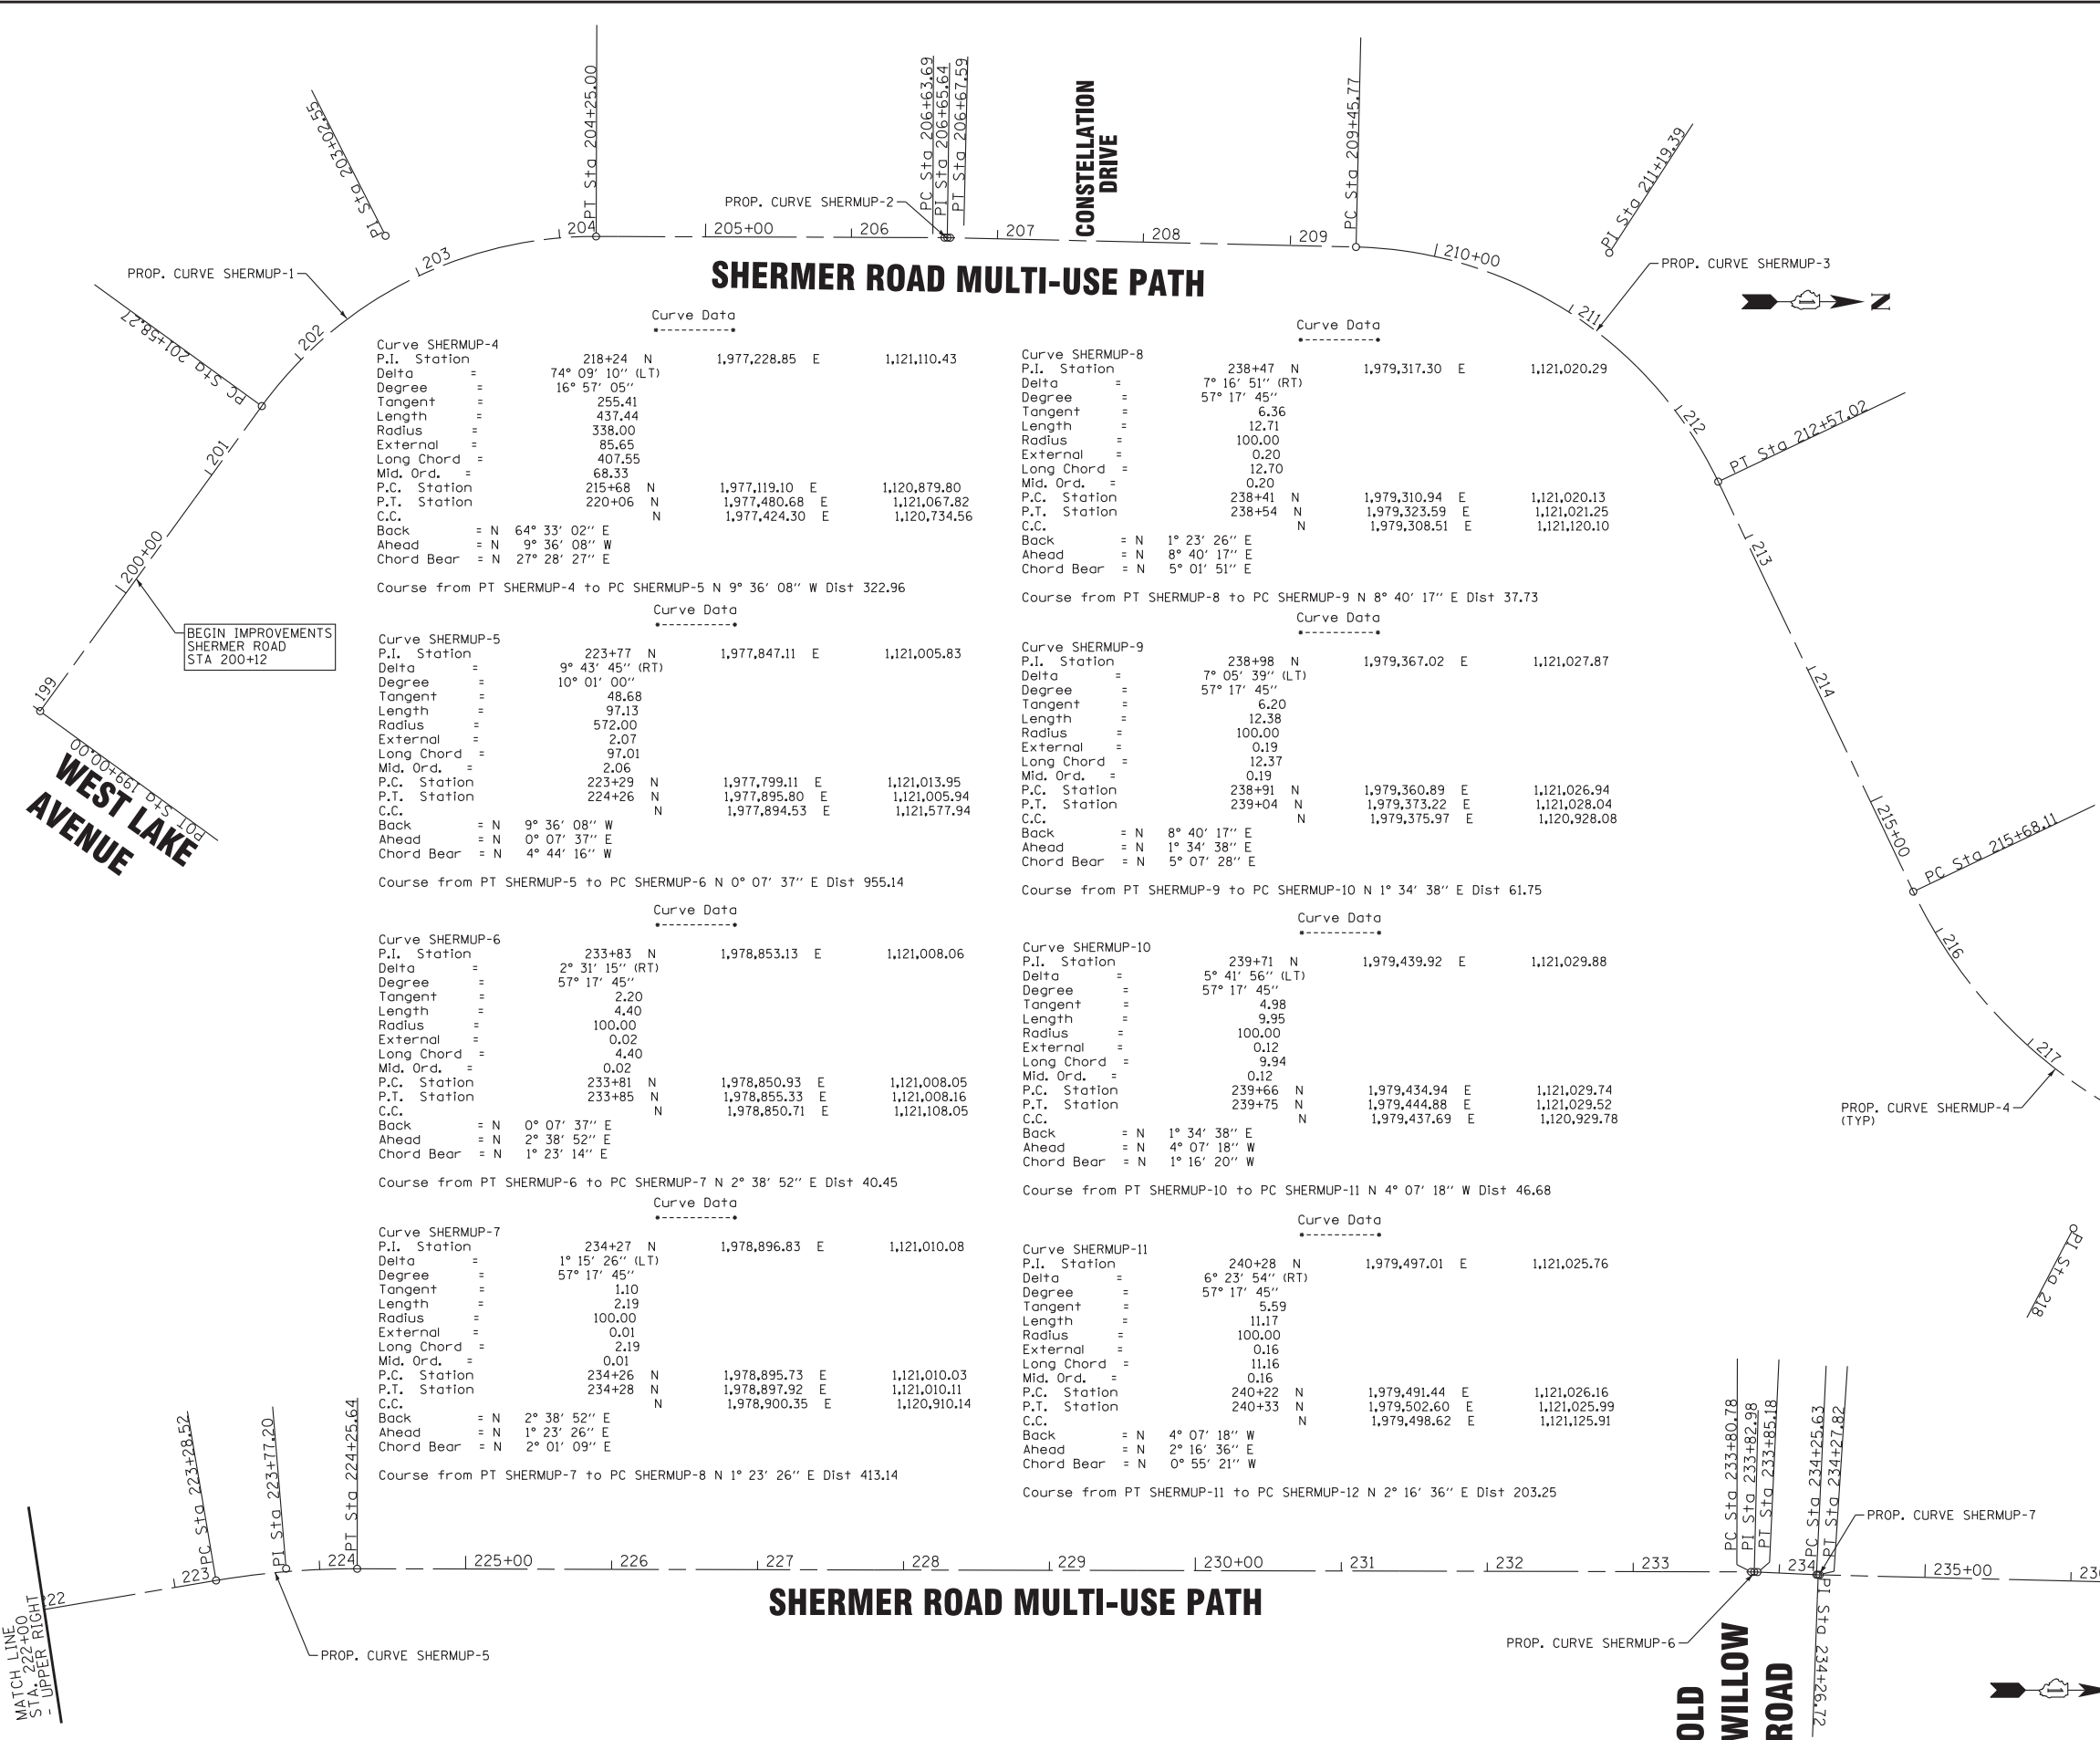 PI Sta 203+02.55
PT Sta 204+25.00
PC Sta 206+63.69
PI Sta 206+65.64
PT Sta 206+67.59
CONSTELLATION
DRIVE
PC Sta 209+45.77
PI Sta 211+19.39
PROP. CURVE SHERMUP-2
203
204
205+00
206
207
208
209
210+00
PROP. CURVE SHERMUP-1
SHERMER ROAD MULTI-USE PATH
PROP. CURVE SHERMUP-3
N
PC Sta 201+58.27
202
201
200+00
199
211
212
PT Sta 212+57.02
213
214
215+00
PC Sta 215+68.11
216
217
BEGIN IMPROVEMENTS
SHERMER ROAD
STA 200+12
POT Sta 199+00.00
WEST LAKE
AVENUE
PROP. CURVE SHERMUP-4
(TYP)
PI Sta 218
Curve Data
Curve SHERMUP-4
P.I. Station 218+24 N 1,977,228.85 E 1,121,110.43
Delta = 74° 09' 10" (LT)
Degree = 16° 57' 05"
Tangent = 255.41
Length = 437.44
Radius = 338.00
External = 85.65
Long Chord = 407.55
Mid. Ord. = 68.33
P.C. Station 215+68 N 1,977,119.10 E 1,120,879.80
P.T. Station 220+06 N 1,977,480.68 E 1,121,067.82
C.C. N 1,977,424.30 E 1,120,734.56
Back = N 64° 33' 02" E
Ahead = N 9° 36' 08" W
Chord Bear = N 27° 28' 27" E
Course from PT SHERMUP-4 to PC SHERMUP-5 N 9° 36' 08" W Dist 322.96
Curve Data
Curve SHERMUP-5
P.I. Station 223+77 N 1,977,847.11 E 1,121,005.83
Delta = 9° 43' 45" (RT)
Degree = 10° 01' 00"
Tangent = 48.68
Length = 97.13
Radius = 572.00
External = 2.07
Long Chord = 97.01
Mid. Ord. = 2.06
P.C. Station 223+29 N 1,977,799.11 E 1,121,013.95
P.T. Station 224+26 N 1,977,895.80 E 1,121,005.94
C.C. N 1,977,894.53 E 1,121,577.94
Back = N 9° 36' 08" W
Ahead = N 0° 07' 37" E
Chord Bear = N 4° 44' 16" W
Course from PT SHERMUP-5 to PC SHERMUP-6 N 0° 07' 37" E Dist 955.14
Curve Data
Curve SHERMUP-6
P.I. Station 233+83 N 1,978,853.13 E 1,121,008.06
Delta = 2° 31' 15" (RT)
Degree = 57° 17' 45"
Tangent = 2.20
Length = 4.40
Radius = 100.00
External = 0.02
Long Chord = 4.40
Mid. Ord. = 0.02
P.C. Station 233+81 N 1,978,850.93 E 1,121,008.05
P.T. Station 233+85 N 1,978,855.33 E 1,121,008.16
C.C. N 1,978,850.71 E 1,121,108.05
Back = N 0° 07' 37" E
Ahead = N 2° 38' 52" E
Chord Bear = N 1° 23' 14" E
Course from PT SHERMUP-6 to PC SHERMUP-7 N 2° 38' 52" E Dist 40.45
Curve Data
Curve SHERMUP-7
P.I. Station 234+27 N 1,978,896.83 E 1,121,010.08
Delta = 1° 15' 26" (LT)
Degree = 57° 17' 45"
Tangent = 1.10
Length = 2.19
Radius = 100.00
External = 0.01
Long Chord = 2.19
Mid. Ord. = 0.01
P.C. Station 234+26 N 1,978,895.73 E 1,121,010.03
P.T. Station 234+28 N 1,978,897.92 E 1,121,010.11
C.C. N 1,978,900.35 E 1,120,910.14
Back = N 2° 38' 52" E
Ahead = N 1° 23' 26" E
Chord Bear = N 2° 01' 09" E
Course from PT SHERMUP-7 to PC SHERMUP-8 N 1° 23' 26" E Dist 413.14
Curve Data
Curve SHERMUP-8
P.I. Station 238+47 N 1,979,317.30 E 1,121,020.29
Delta = 7° 16' 51" (RT)
Degree = 57° 17' 45"
Tangent = 6.36
Length = 12.71
Radius = 100.00
External = 0.20
Long Chord = 12.70
Mid. Ord. = 0.20
P.C. Station 238+41 N 1,979,310.94 E 1,121,020.13
P.T. Station 238+54 N 1,979,323.59 E 1,121,021.25
C.C. N 1,979,308.51 E 1,121,120.10
Back = N 1° 23' 26" E
Ahead = N 8° 40' 17" E
Chord Bear = N 5° 01' 51" E
Course from PT SHERMUP-8 to PC SHERMUP-9 N 8° 40' 17" E Dist 37.73
Curve Data
Curve SHERMUP-9
P.I. Station 238+98 N 1,979,367.02 E 1,121,027.87
Delta = 7° 05' 39" (LT)
Degree = 57° 17' 45"
Tangent = 6.20
Length = 12.38
Radius = 100.00
External = 0.19
Long Chord = 12.37
Mid. Ord. = 0.19
P.C. Station 238+91 N 1,979,360.89 E 1,121,026.94
P.T. Station 239+04 N 1,979,373.22 E 1,121,028.04
C.C. N 1,979,375.97 E 1,120,928.08
Back = N 8° 40' 17" E
Ahead = N 1° 34' 38" E
Chord Bear = N 5° 07' 28" E
Course from PT SHERMUP-9 to PC SHERMUP-10 N 1° 34' 38" E Dist 61.75
Curve Data
Curve SHERMUP-10
P.I. Station 239+71 N 1,979,439.92 E 1,121,029.88
Delta = 5° 41' 56" (LT)
Degree = 57° 17' 45"
Tangent = 4.98
Length = 9.95
Radius = 100.00
External = 0.12
Long Chord = 9.94
Mid. Ord. = 0.12
P.C. Station 239+66 N 1,979,434.94 E 1,121,029.74
P.T. Station 239+75 N 1,979,444.88 E 1,121,029.52
C.C. N 1,979,437.69 E 1,120,929.78
Back = N 1° 34' 38" E
Ahead = N 4° 07' 18" W
Chord Bear = N 1° 16' 20" W
Course from PT SHERMUP-10 to PC SHERMUP-11 N 4° 07' 18" W Dist 46.68
Curve Data
Curve SHERMUP-11
P.I. Station 240+28 N 1,979,497.01 E 1,121,025.76
Delta = 6° 23' 54" (RT)
Degree = 57° 17' 45"
Tangent = 5.59
Length = 11.17
Radius = 100.00
External = 0.16
Long Chord = 11.16
Mid. Ord. = 0.16
P.C. Station 240+22 N 1,979,491.44 E 1,121,026.16
P.T. Station 240+33 N 1,979,502.60 E 1,121,025.99
C.C. N 1,979,498.62 E 1,121,125.91
Back = N 4° 07' 18" W
Ahead = N 2° 16' 36" E
Chord Bear = N 0° 55' 21" W
Course from PT SHERMUP-11 to PC SHERMUP-12 N 2° 16' 36" E Dist 203.25
PC Sta 223+28.52
PI Sta 223+77.20
PT Sta 224+25.64
PC Sta 233+80.78
PI Sta 233+82.98
PT Sta 233+85.18
PC Sta 234+25.63
PT Sta 234+27.82
PI Sta 234+26.72
PROP. CURVE SHERMUP-7
222
223
224
225+00
226
227
228
229
230+00
231
232
233
234
235+00
SHERMER ROAD MULTI-USE PATH
MATCH LINE
STA. 222+00
- UPPER RIGHT
PROP. CURVE SHERMUP-5
PROP. CURVE SHERMUP-6
OLD
WILLOW
ROAD